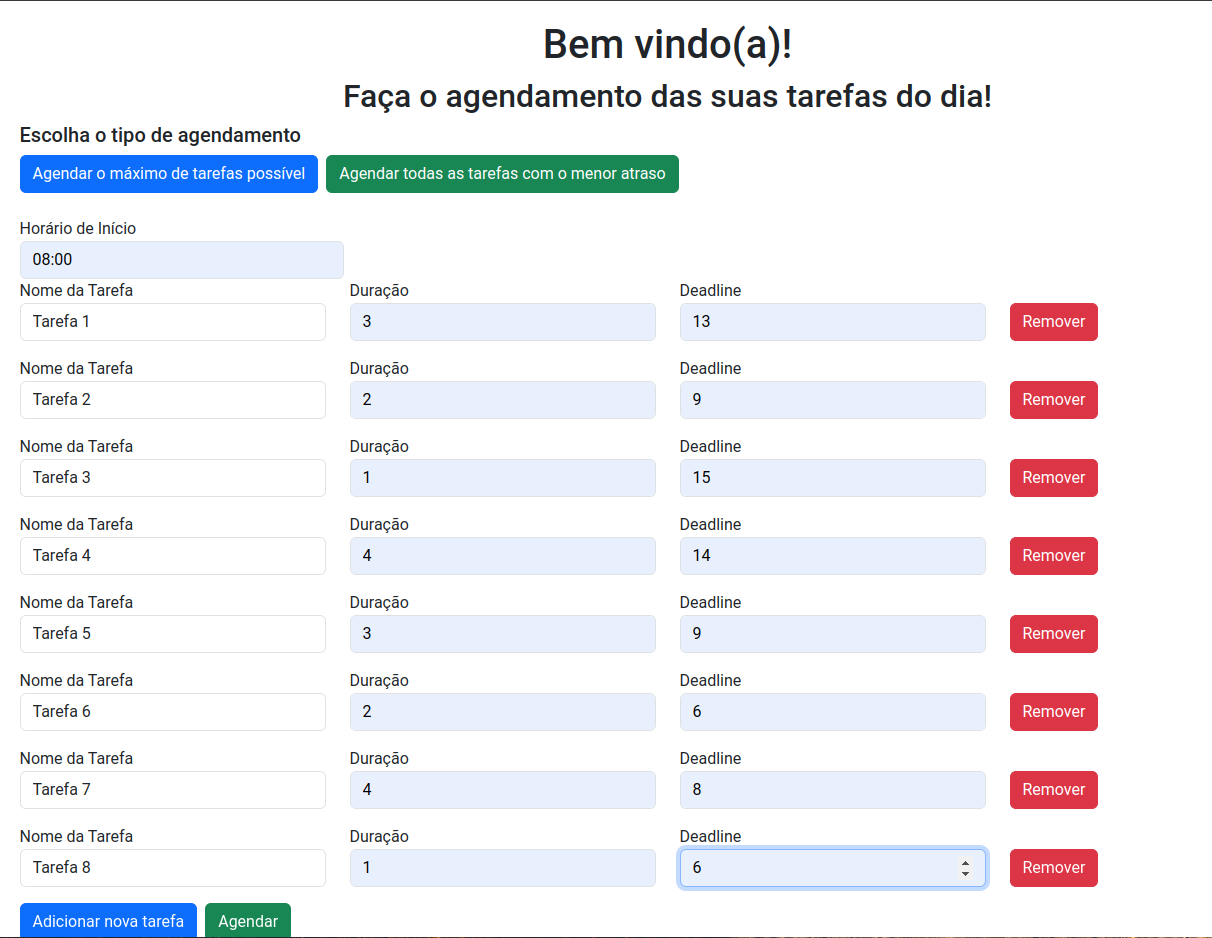 Bem vindo(a)!
Faça o agendamento das suas tarefas do dia!
Escolha o tipo de agendamento
Agendar o máximo de tarefas possível Agendar todas as tarefas com o menor atraso
Horário de Início
08:00
Nome da Tarefa Duração Deadline
Tarefa 1 3 13 Remover
Nome da Tarefa Duração Deadline
Tarefa 2 2 9 Remover
Nome da Tarefa Duração Deadline
Tarefa 3 1 15 Remover
Nome da Tarefa Duração Deadline
Tarefa 4 4 14 Remover
Nome da Tarefa Duração Deadline
Tarefa 5 3 9 Remover
Nome da Tarefa Duração Deadline
Tarefa 6 2 6 Remover
Nome da Tarefa Duração Deadline
Tarefa 7 4 8 Remover
Nome da Tarefa Duração Deadline
Tarefa 8 1 6 Remover
Adicionar nova tarefa Agendar